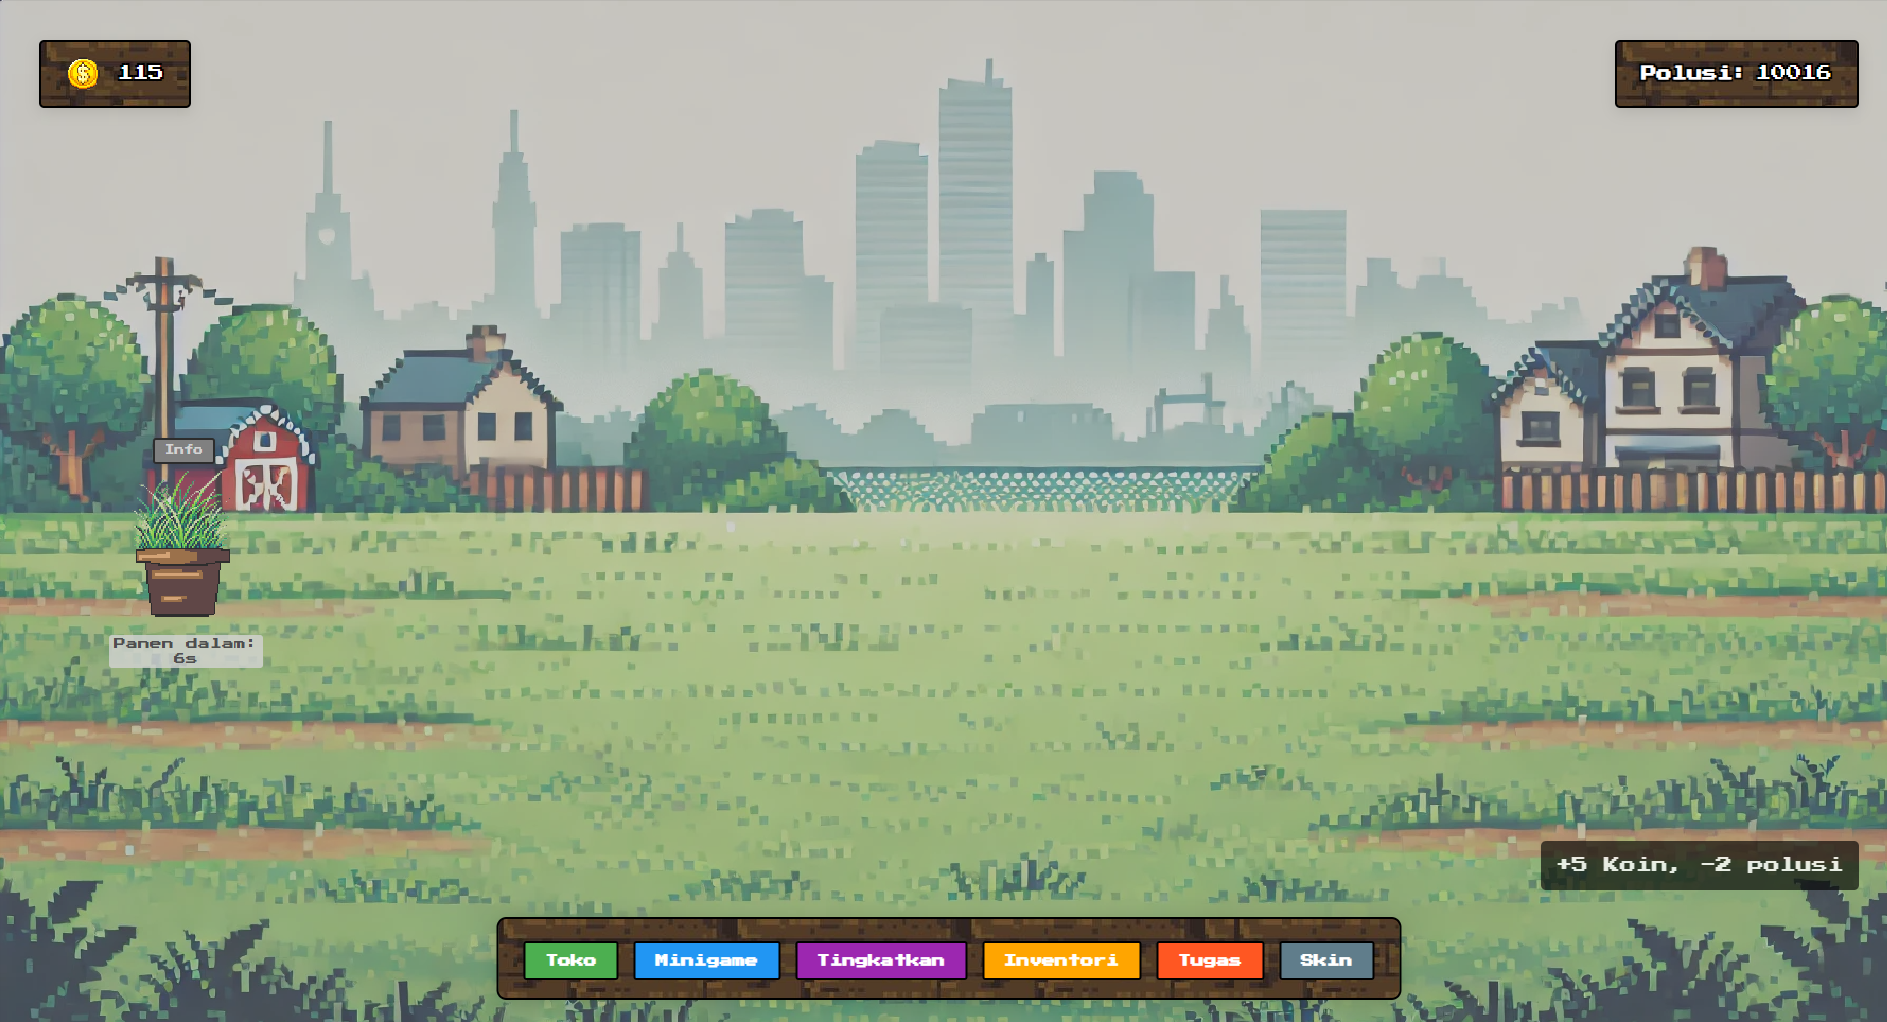 115
Polusi: 10016
Info
Panen dalam:
6s
+5 Koin, -2 polusi
Toko
Minigame
Tingkatkan
Inventori
Tugas
Skin